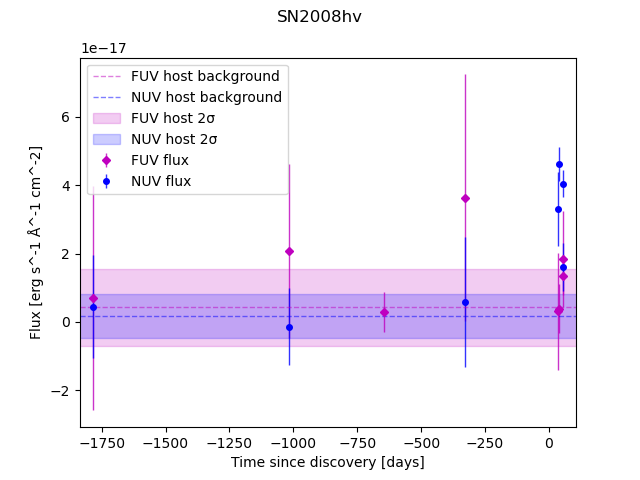 SN2008hv
1e−17
FUV host background
NUV host background
FUV host 2σ
NUV host 2σ
FUV flux
NUV flux
6
4
2
0
−2
Flux [erg s^-1 Å^-1 cm^-2]
−1750 −1500 −1250 −1000 −750 −500 −250 0
Time since discovery [days]